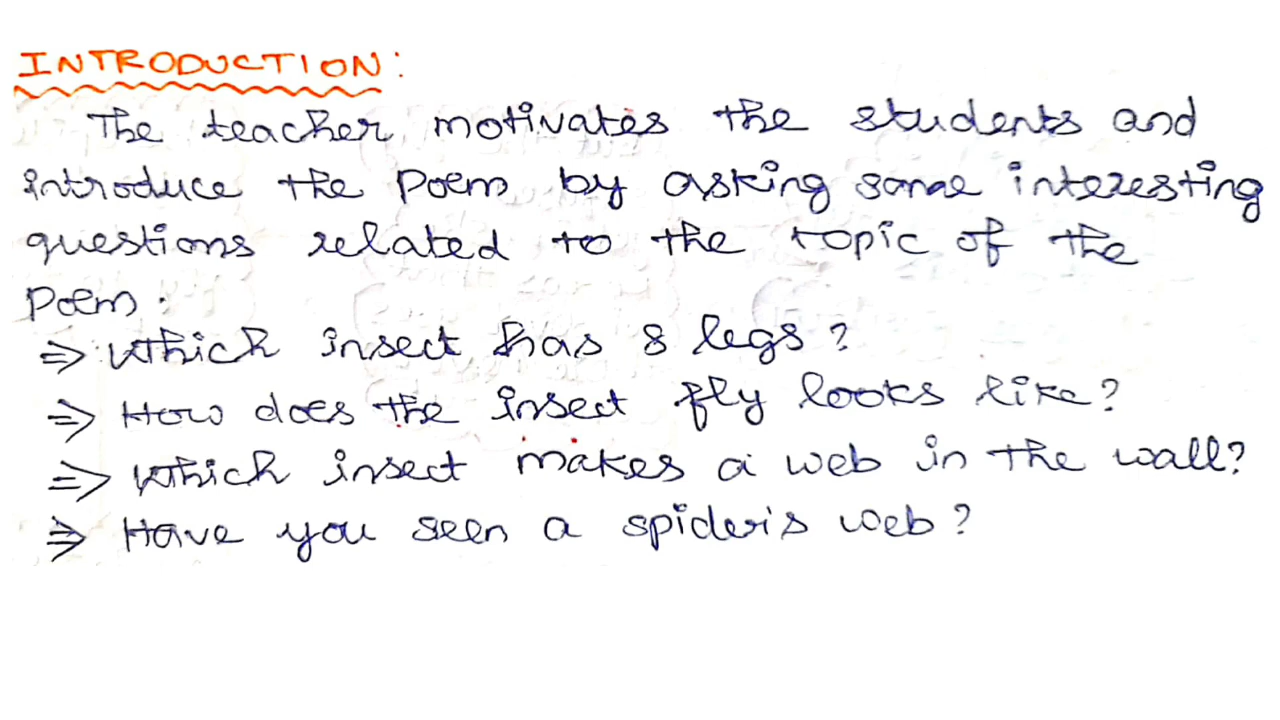 INTRODUCTION:
The teacher motivates the students and
introduce the Poem by asking some interesting
questions related to the topic of the
Poem.
⇒ Which insect has 8 legs?
⇒ How does the insect fly looks like?
⇒ Which insect makes a web in the wall?
⇒ Have you seen a spider's web?